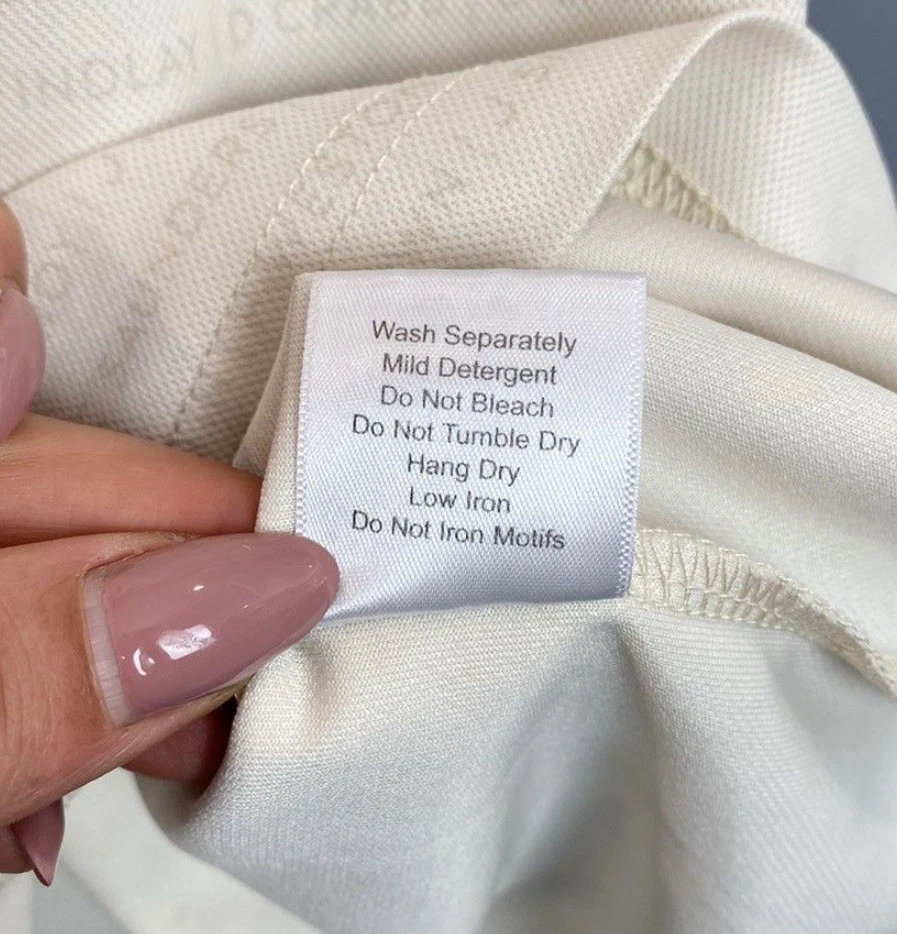 Wash Separately
Mild Detergent
Do Not Bleach
Do Not Tumble Dry
Hang Dry
Low Iron
Do Not Iron Motifs